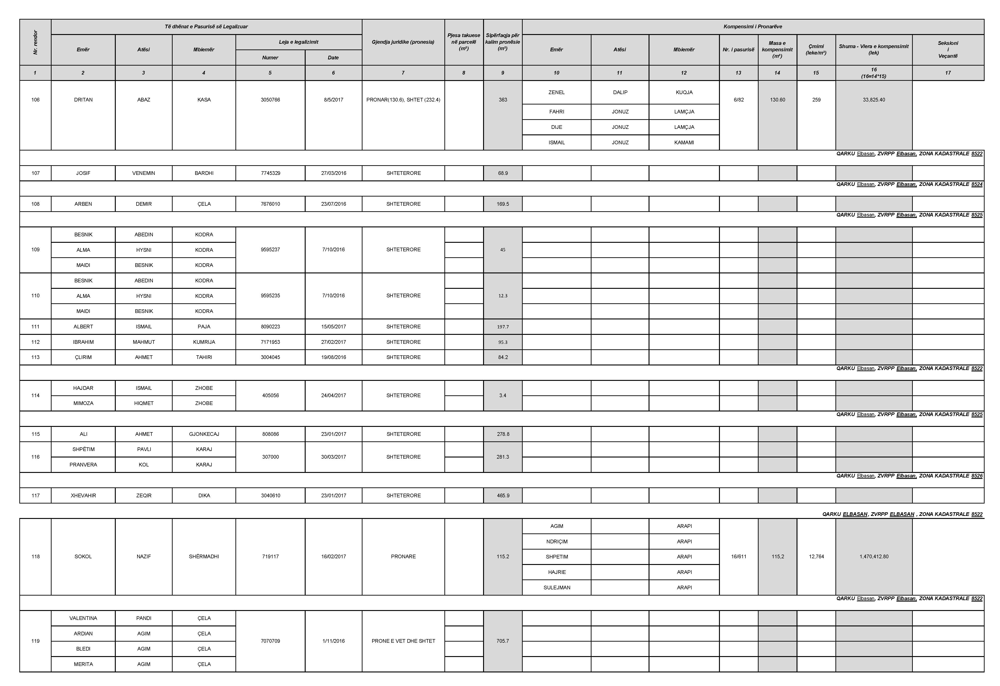 Nr. rendor
Të dhënat e Pasurisë së Legalizuar
Gjendja juridike (pronesia)
Pjesa takuese në parcelë (m²)
Sipërfaqja për kalim pronësie (m²)
Kompensimi i Pronarëve
Emër Atësi Mbiemër
Leja e legalizimit
Numer Date
Emër Atësi Mbiemër Nr. i pasurisë
Masa e kompensimit (m²)
Çmimi (leke/m²)
Shuma - Vlera e kompensimit (lek)
Seksioni i Veçantë
1 2 3 4 5 6 7 8 9 10 11 12 13 14 15 16 (16=14*15) 17
106 DRITAN ABAZ KASA 3050766 8/5/2017 PRONAR(130.6), SHTET (232.4) 363 ZENEL DALIP KUQJA 6/82 130.60 259 33,825.40
FAHRI JONUZ LAMÇJA
DIJE JONUZ LAMÇJA
ISMAIL JONUZ KAMAMI
QARKU Elbasan, ZVRPP Elbasan, ZONA KADASTRALE 8522
107 JOSIF VENEMIN BARDHI 7745329 27/03/2016 SHTETERORE 68.9
QARKU Elbasan, ZVRPP Elbasan, ZONA KADASTRALE 8524
108 ARBEN DEMIR ÇELA 7676010 23/07/2016 SHTETERORE 169.5
QARKU Elbasan, ZVRPP Elbasan, ZONA KADASTRALE 8525
BESNIK ABEDIN KODRA
109 ALMA HYSNI KODRA 9595237 7/10/2016 SHTETERORE 45
MAIDI BESNIK KODRA
BESNIK ABEDIN KODRA
110 ALMA HYSNI KODRA 9595235 7/10/2016 SHTETERORE 12.3
MAIDI BESNIK KODRA
111 ALBERT ISMAIL PAJA 8090223 15/05/2017 SHTETERORE 197.7
112 IBRAHIM MAHMUT KUMRIJA 7171953 27/02/2017 SHTETERORE 95.3
113 ÇLIRIM AHMET TAHIRI 3004045 19/08/2016 SHTETERORE 84.2
QARKU Elbasan, ZVRPP Elbasan, ZONA KADASTRALE 8522
HAJDAR ISMAIL ZHOBE
114 405056 24/04/2017 SHTETERORE 3.4
MIMOZA HIQMET ZHOBE
QARKU Elbasan, ZVRPP Elbasan, ZONA KADASTRALE 8525
115 ALI AHMET GJONKECAJ 808086 23/01/2017 SHTETERORE 278.8
SHPËTIM PAVLI KARAJ
116 307000 30/03/2017 SHTETERORE 281.3
PRANVERA KOL KARAJ
QARKU Elbasan, ZVRPP Elbasan, ZONA KADASTRALE 8526
117 XHEVAHIR ZEQIR DIKA 3040610 23/01/2017 SHTETERORE 465.9
QARKU ELBASAN, ZVRPP ELBASAN , ZONA KADASTRALE 8522
AGIM ARAPI
NDRIÇIM ARAPI
118 SOKOL NAZIF SHËRMADHI 719117 16/02/2017 PRONARE 115.2 SHPETIM ARAPI 16/611 115,2 12,764 1,470,412.80
HAJRIE ARAPI
SULEJMAN ARAPI
QARKU Elbasan, ZVRPP Elbasan, ZONA KADASTRALE 8522
VALENTINA PANDI ÇELA
ARDIAN AGIM ÇELA
119 7070709 1/11/2016 PRONE E VET DHE SHTET 705.7
BLEDI AGIM ÇELA
MERITA AGIM ÇELA